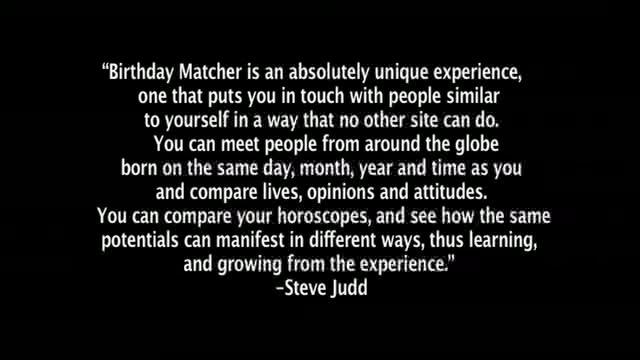 “Birthday Matcher is an absolutely unique experience,
one that puts you in touch with people similar
to yourself in a way that no other site can do.
You can meet people from around the globe
born on the same day, month, year and time as you
and compare lives, opinions and attitudes.
You can compare your horoscopes, and see how the same
potentials can manifest in different ways, thus learning,
and growing from the experience.”
–Steve Judd